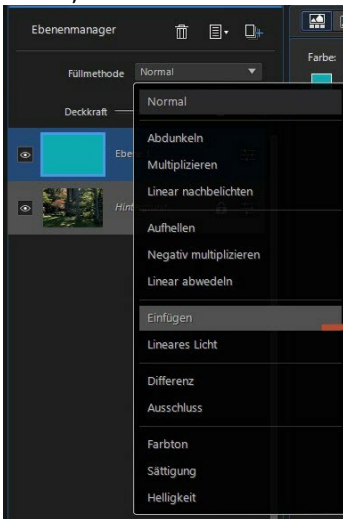 Ebenenmanager
Farbe:
Füllmethode Normal
Deckkraft
Normal
Abdunkeln
Multiplizieren
Linear nachbelichten
Aufhellen
Negativ multiplizieren
Linear abwedeln
Einfügen
Lineares Licht
Differenz
Ausschluss
Farbton
Sättigung
Helligkeit